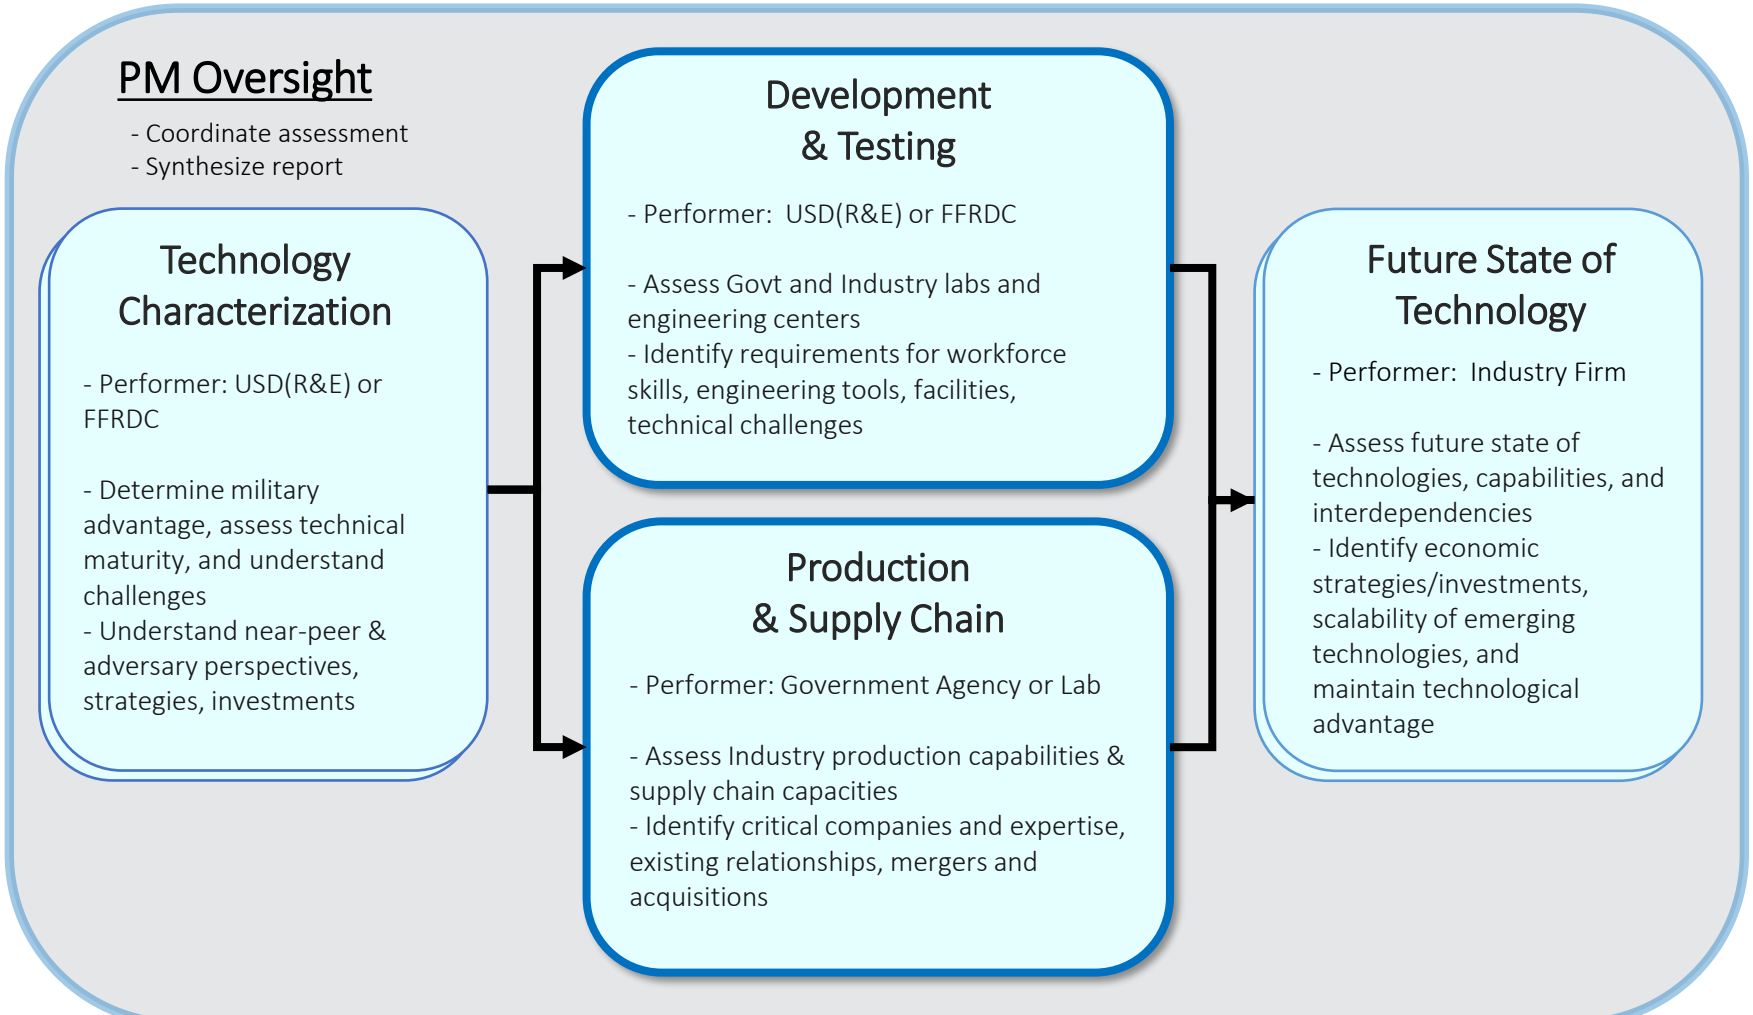 PM Oversight
- Coordinate assessment
- Synthesize report
Technology
Characterization
- Performer: USD(R&E) or
FFRDC
- Determine military
advantage, assess technical
maturity, and understand
challenges
- Understand near-peer &
adversary perspectives,
strategies, investments
Development
& Testing
- Performer:  USD(R&E) or FFRDC
- Assess Govt and Industry labs and
engineering centers
- Identify requirements for workforce
skills, engineering tools, facilities,
technical challenges
Production
& Supply Chain
- Performer: Government Agency or Lab
- Assess Industry production capabilities &
supply chain capacities
- Identify critical companies and expertise,
existing relationships, mergers and
acquisitions
Future State of
Technology
- Performer:  Industry Firm
- Assess future state of
technologies, capabilities, and
interdependencies
- Identify economic
strategies/investments,
scalability of emerging
technologies, and
maintain technological
advantage